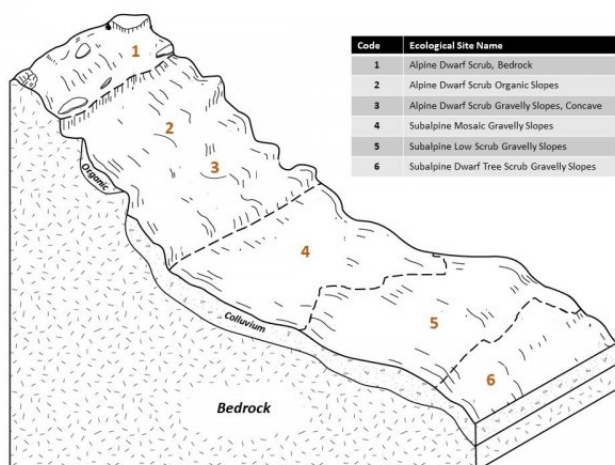 Code Ecological Site Name
1 Alpine Dwarf Scrub, Bedrock
2 Alpine Dwarf Scrub Organic Slopes
3 Alpine Dwarf Scrub Gravelly Slopes, Concave
4 Subalpine Mosaic Gravelly Slopes
5 Subalpine Low Scrub Gravelly Slopes
6 Subalpine Dwarf Tree Scrub Gravelly Slopes
1
2
Organic
3
4
Colluvium
5
6
Bedrock